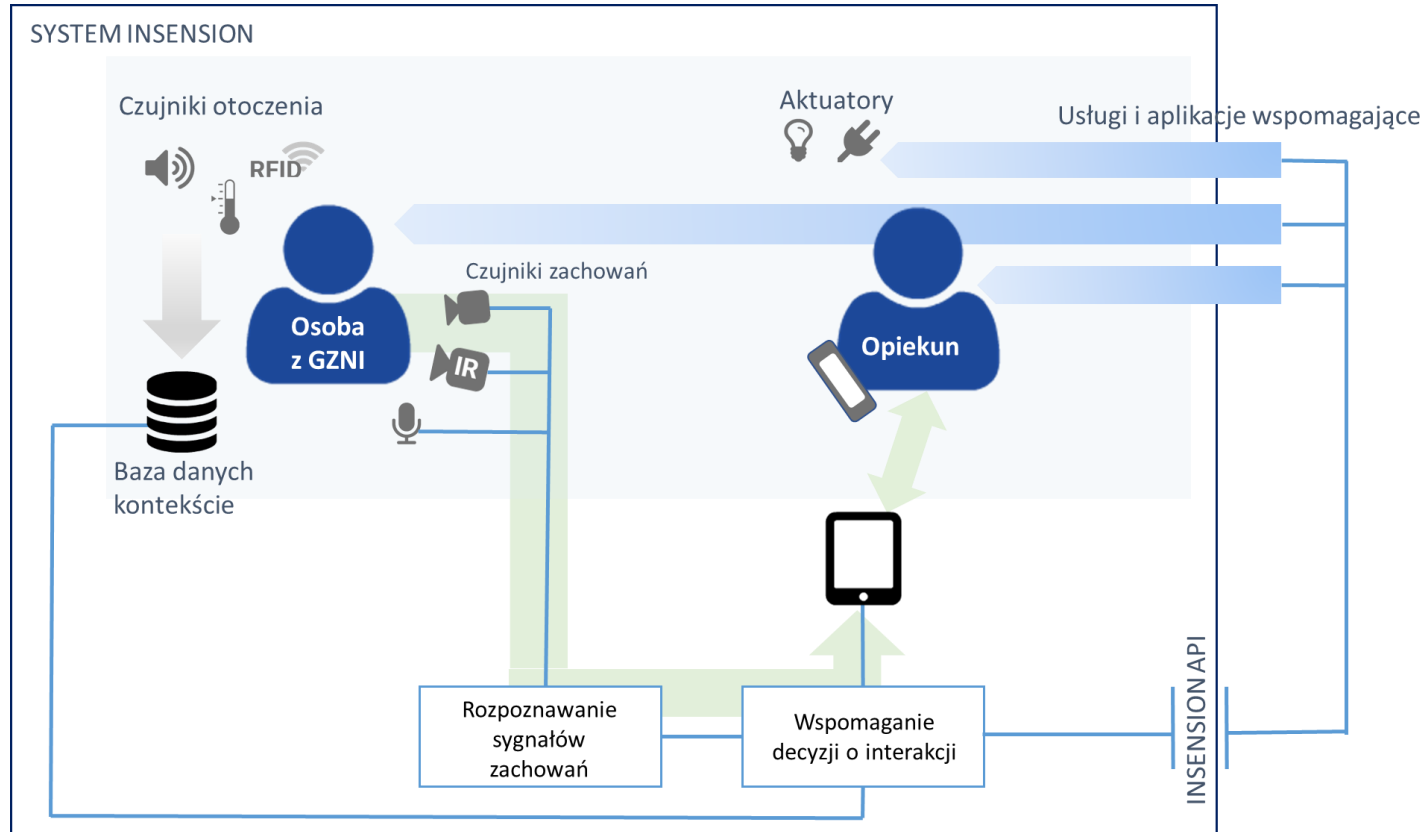 SYSTEM INSENSION
Czujniki otoczenia
Aktuatory
Usługi i aplikacje wspomagające
RFID
Czujniki zachowań
Osoba
z GZNI
IR
Opiekun
Baza danych
kontekście
Rozpoznawanie
sygnałów
zachowań
Wspomaganie
decyzji o interakcji
INSENSION API